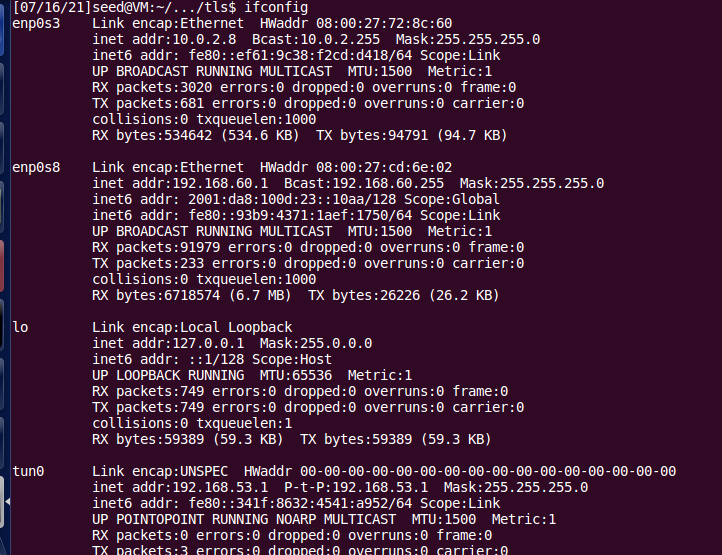 [07/16/21]seed@VM:~/.../tls$ ifconfig
enp0s3    Link encap:Ethernet  HWaddr 08:00:27:72:8c:60
          inet addr:10.0.2.8  Bcast:10.0.2.255  Mask:255.255.255.0
          inet6 addr: fe80::ef61:9c38:f2cd:d418/64 Scope:Link
          UP BROADCAST RUNNING MULTICAST  MTU:1500  Metric:1
          RX packets:3020 errors:0 dropped:0 overruns:0 frame:0
          TX packets:681 errors:0 dropped:0 overruns:0 carrier:0
          collisions:0 txqueuelen:1000
          RX bytes:534642 (534.6 KB)  TX bytes:94791 (94.7 KB)

enp0s8    Link encap:Ethernet  HWaddr 08:00:27:cd:6e:02
          inet addr:192.168.60.1  Bcast:192.168.60.255  Mask:255.255.255.0
          inet6 addr: 2001:da8:100d:23::10aa/128 Scope:Global
          inet6 addr: fe80::93b9:4371:1aef:1750/64 Scope:Link
          UP BROADCAST RUNNING MULTICAST  MTU:1500  Metric:1
          RX packets:91979 errors:0 dropped:0 overruns:0 frame:0
          TX packets:233 errors:0 dropped:0 overruns:0 carrier:0
          collisions:0 txqueuelen:1000
          RX bytes:6718574 (6.7 MB)  TX bytes:26226 (26.2 KB)

lo        Link encap:Local Loopback
          inet addr:127.0.0.1  Mask:255.0.0.0
          inet6 addr: ::1/128 Scope:Host
          UP LOOPBACK RUNNING  MTU:65536  Metric:1
          RX packets:749 errors:0 dropped:0 overruns:0 frame:0
          TX packets:749 errors:0 dropped:0 overruns:0 carrier:0
          collisions:0 txqueuelen:1
          RX bytes:59389 (59.3 KB)  TX bytes:59389 (59.3 KB)

tun0      Link encap:UNSPEC  HWaddr 00-00-00-00-00-00-00-00-00-00-00-00-00-00-00-00
          inet addr:192.168.53.1  P-t-P:192.168.53.1  Mask:255.255.255.0
          inet6 addr: fe80::341f:8632:4541:a952/64 Scope:Link
          UP POINTOPOINT RUNNING NOARP MULTICAST  MTU:1500  Metric:1
          RX packets:0 errors:0 dropped:0 overruns:0 frame:0
          TX packets:3 errors:0 dropped:0 overruns:0 carrier:0